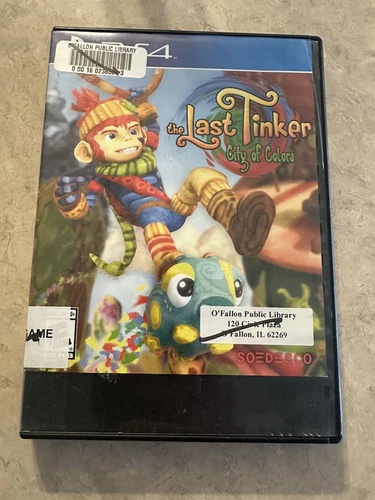 O'FALLON PUBLIC LIBRARY
PS4
the Last Tinker
City of Colors
O'Fallon Public Library
120 Civic Plaza
O'Fallon, IL 62269
GAME
E
SOEDESCO